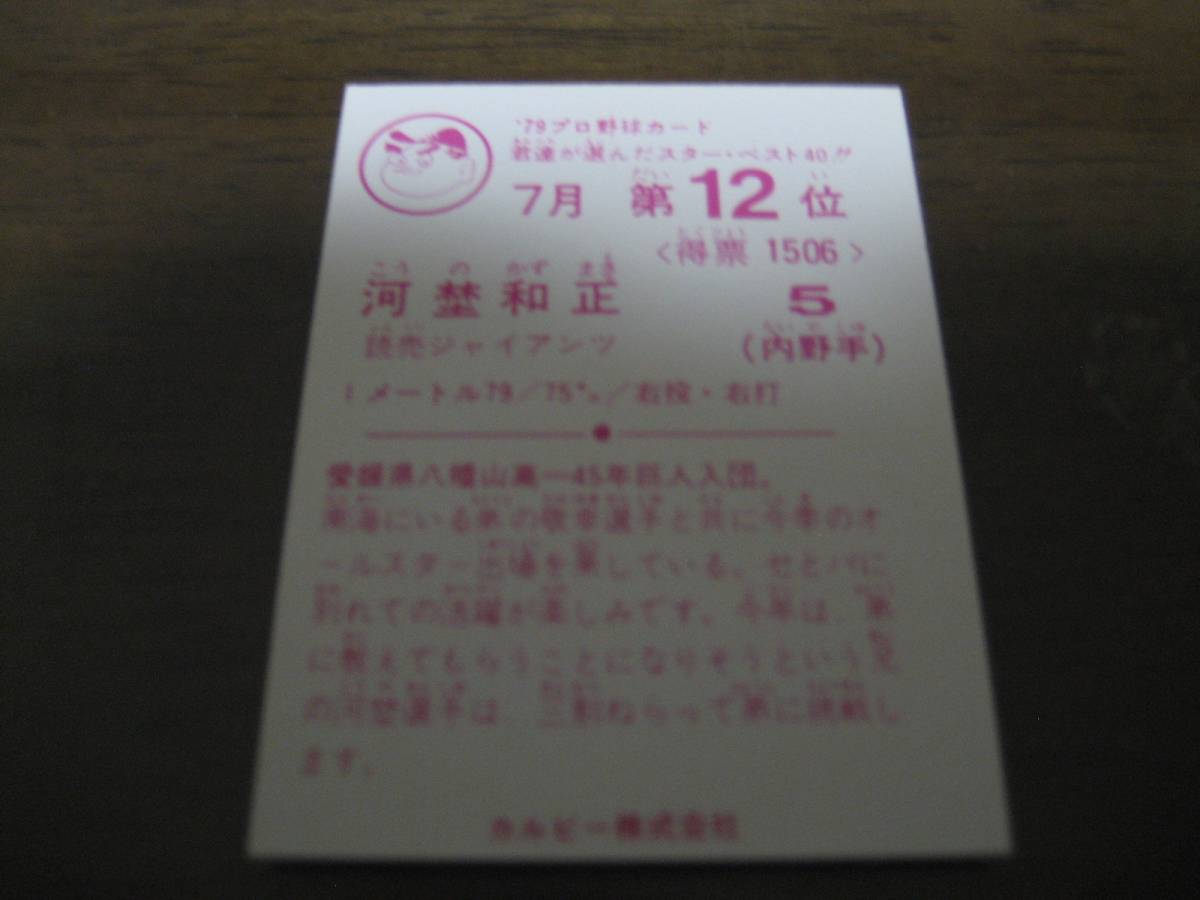 '79プロ野球カード
君達が選んだスター・ベスト40!!
7月 第12位
<得票 1506>
河埜和正 5
読売ジャイアンツ (内野手)
1メートル79/75㌔/右投・右打
愛媛県八幡山高—45年巨人入団。
南海にいる弟の敬幸選手と共に今季のオ
ールスター出場を果している。セとパに
別れての活躍が楽しみです。今年は、弟
に教えてもらうことになりそうという兄
の河埜選手は、三割ねらって弟に挑戦し
ます。
カルビー株式会社